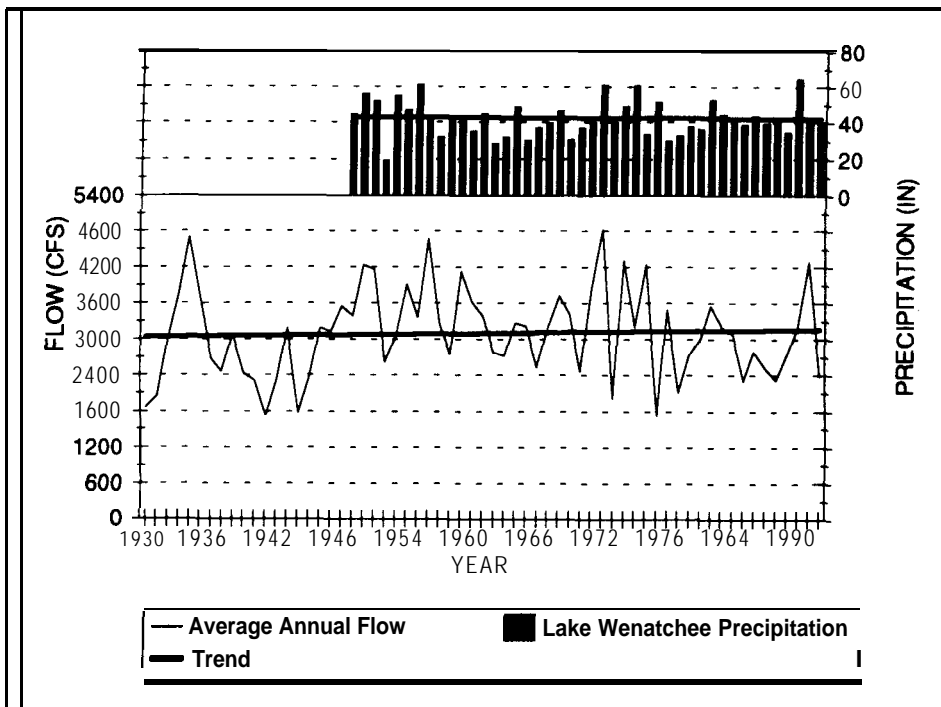 80
60
40
20
0
PRECIPITATION (IN)
FLOW (CFS)
5400
4600
4200
3600
3000
2400
1600
1200
600
0
1930 1936 1942 1946 1954 1960 1966 1972 1976 1964 1990
YEAR
Average Annual Flow
Lake Wenatchee Precipitation
Trend